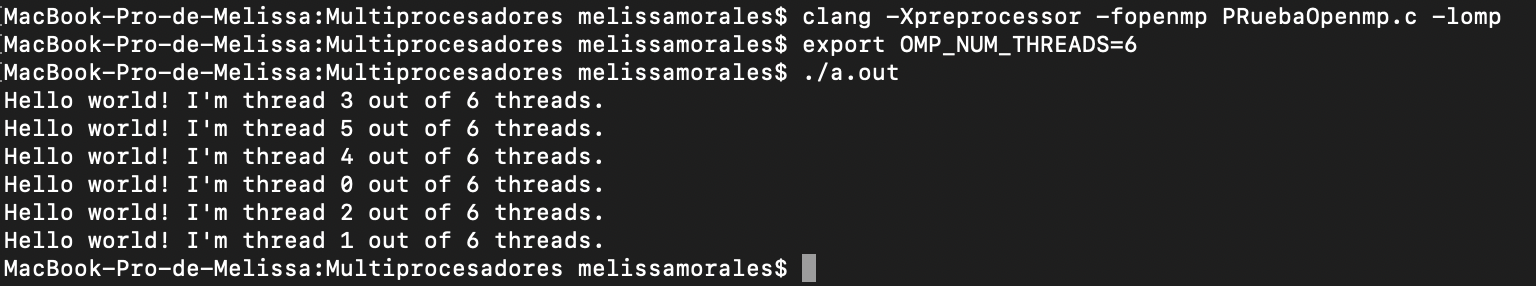 [MacBook-Pro-de-Melissa:Multiprocesadores melissamorales$ clang -Xpreprocessor -fopenmp PRuebaOpenmp.c -lomp
[MacBook-Pro-de-Melissa:Multiprocesadores melissamorales$ export OMP_NUM_THREADS=6
[MacBook-Pro-de-Melissa:Multiprocesadores melissamorales$ ./a.out
Hello world! I'm thread 3 out of 6 threads.
Hello world! I'm thread 5 out of 6 threads.
Hello world! I'm thread 4 out of 6 threads.
Hello world! I'm thread 0 out of 6 threads.
Hello world! I'm thread 2 out of 6 threads.
Hello world! I'm thread 1 out of 6 threads.
MacBook-Pro-de-Melissa:Multiprocesadores melissamorales$